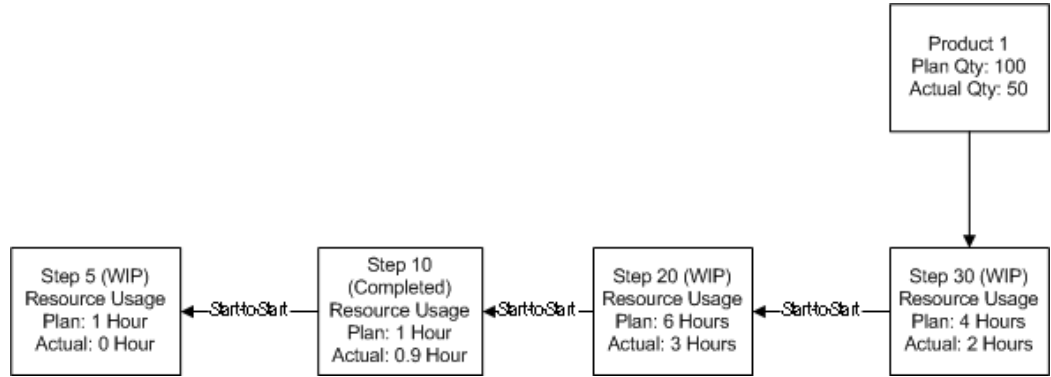 Product 1
Plan Qty: 100
Actual Qty: 50
Step 5 (WIP)
Resource Usage
Plan: 1 Hour
Actual: 0 Hour
Start-to-Start
Step 10
(Completed)
Resource Usage
Plan: 1 Hour
Actual: 0.9 Hour
Start-to-Start
Step 20 (WIP)
Resource Usage
Plan: 6 Hours
Actual: 3 Hours
Start-to-Start
Step 30 (WIP)
Resource Usage
Plan: 4 Hours
Actual: 2 Hours